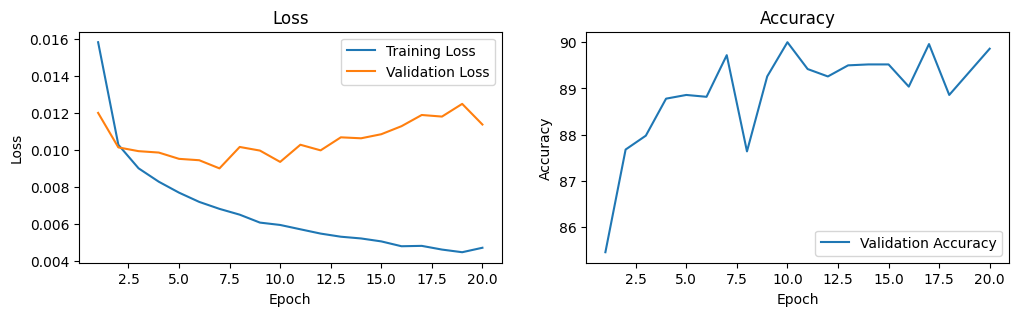 Loss
Training Loss
Validation Loss
0.016
0.014
0.012
0.010
0.008
0.006
0.004
Loss
2.5 5.0 7.5 10.0 12.5 15.0 17.5 20.0
Epoch
Accuracy
90
89
88
87
86
Accuracy
Validation Accuracy
2.5 5.0 7.5 10.0 12.5 15.0 17.5 20.0
Epoch